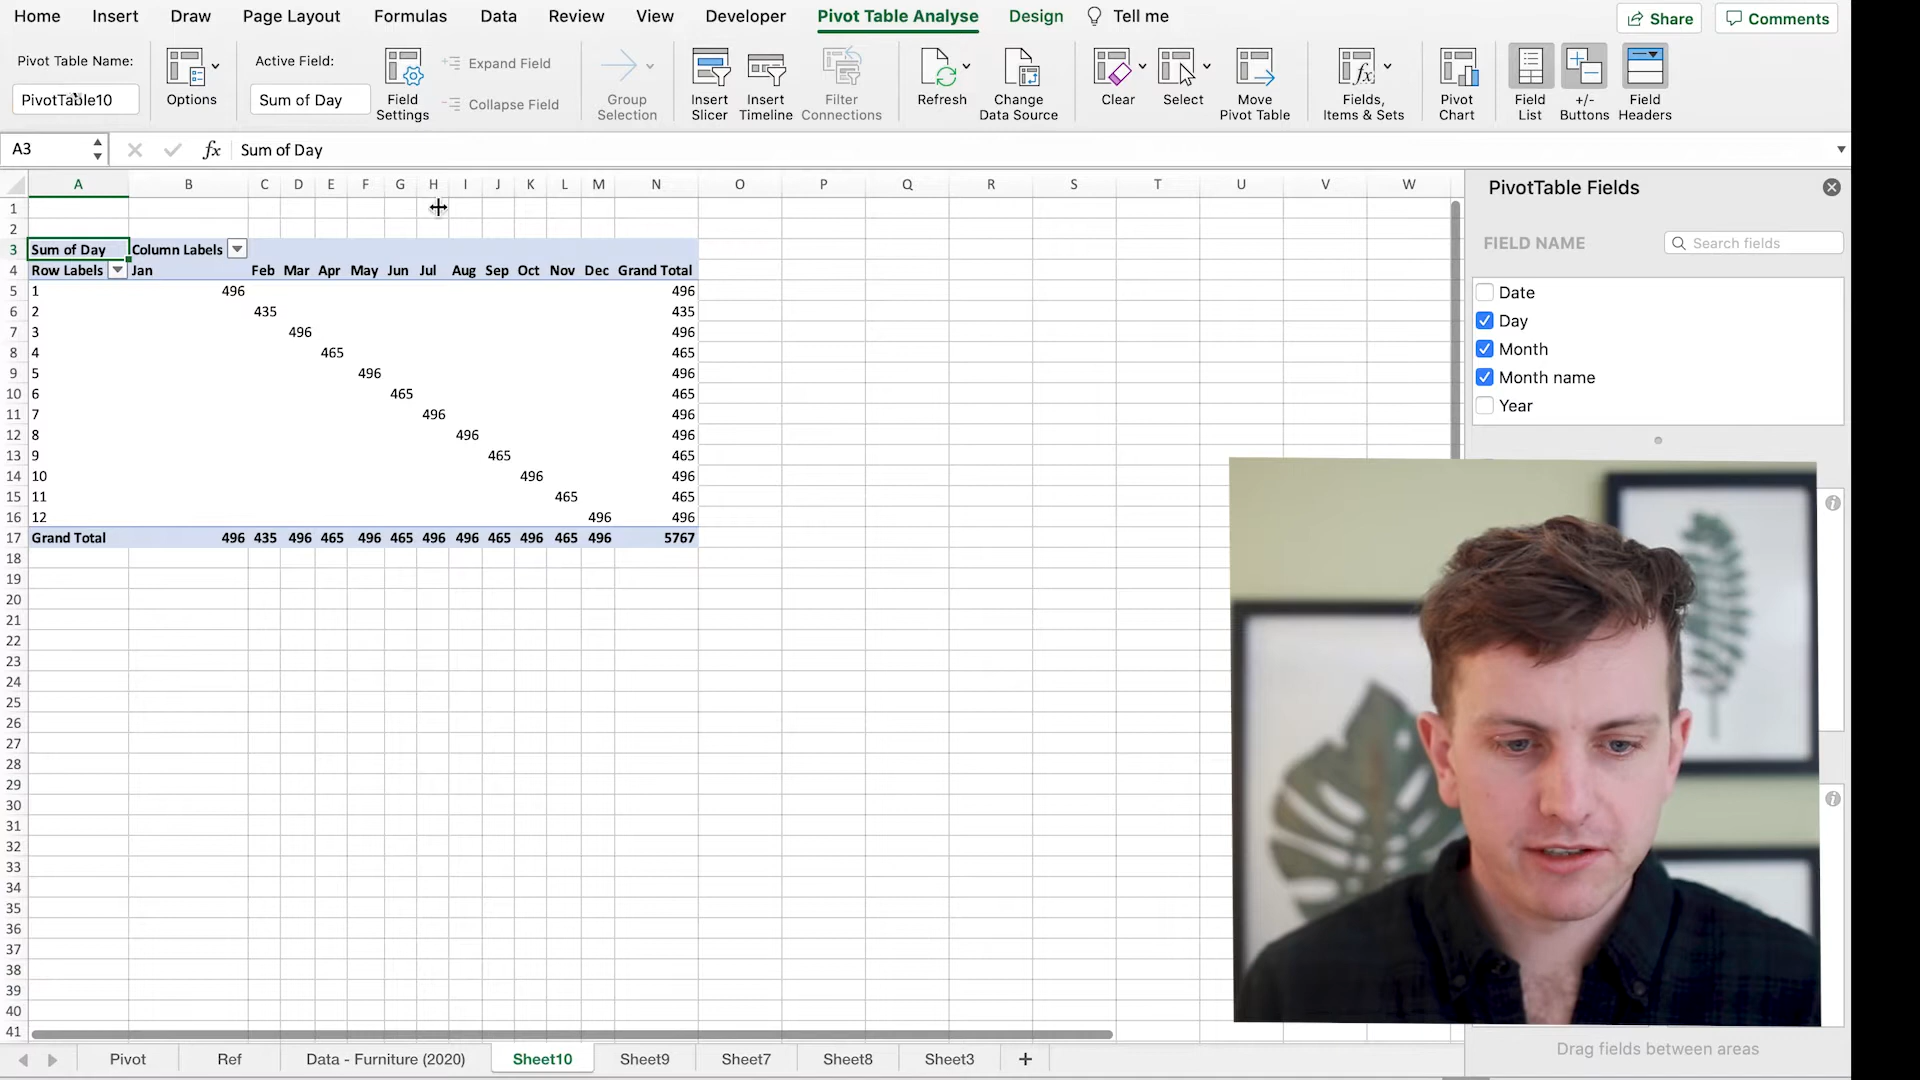 Home Insert Draw Page Layout Formulas Data Review View Developer Pivot Table Analyse Design Tell me Share Comments
Pivot Table Name: Active Field: Expand Field
PivotTable10 Options Sum of Day Field Settings Collapse Field Group Selection Insert Slicer Insert Timeline Filter Connections Refresh Change Data Source Clear Select Move Pivot Table Fields, Items & Sets Pivot Chart Field List +/- Buttons Field Headers
A3 fx Sum of Day
A B C D E F G H I J K L M N O P Q R S T U V W
1
2
3 Sum of Day Column Labels
4 Row Labels Jan Feb Mar Apr May Jun Jul Aug Sep Oct Nov Dec Grand Total
5 1 496 496
6 2 435 435
7 3 496 496
8 4 465 465
9 5 496 496
10 6 465 465
11 7 496 496
12 8 496 496
13 9 465 465
14 10 496 496
15 11 465 465
16 12 496 496
17 Grand Total 496 435 496 465 496 465 496 496 465 496 465 496 5767
18
19
20
21
22
23
24
25
26
27
28
29
30
31
32
33
34
35
36
37
38
39
40
41
PivotTable Fields
FIELD NAME Search fields
Date
Day
Month
Month name
Year
Drag fields between areas
Pivot Ref Data - Furniture (2020) Sheet10 Sheet9 Sheet7 Sheet8 Sheet3 +